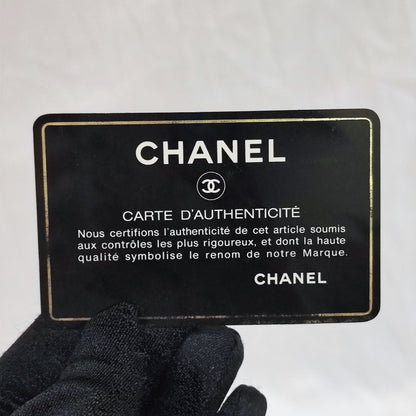 CHANEL
CARTE D'AUTHENTICITÉ
Nous certifions l'authenticité de cet article soumis
aux contrôles les plus rigoureux, et dont la haute
qualité symbolise le renom de notre Marque.
CHANEL